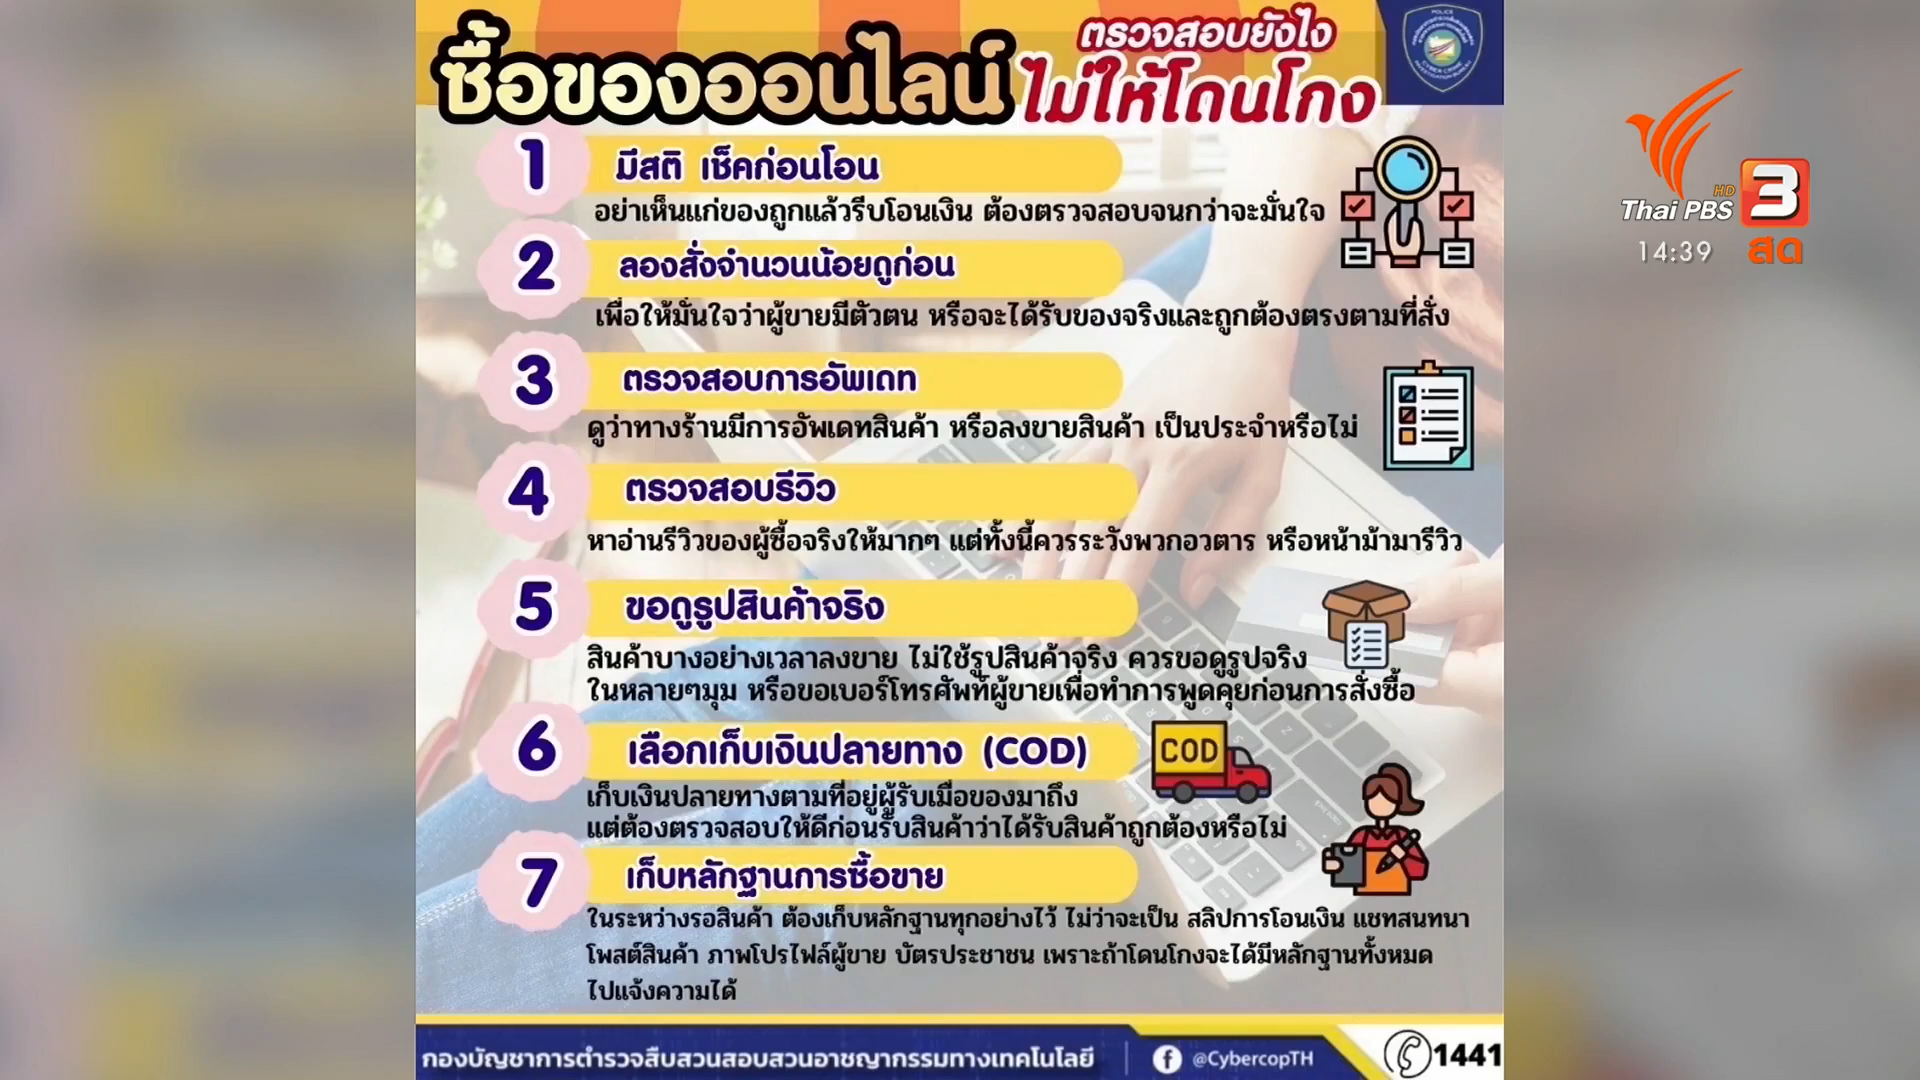 ซื้อของออนไลน์
ตรวจสอบยังไง
ไม่ให้โดนโกง
POLICE
CYBER CRIME
INVESTIGATION BUREAU
Thai PBS
HD
3
14:39
สด
1
มีสติ เช็คก่อนโอน
อย่าเห็นแก่ของถูกแล้วรีบโอนเงิน ต้องตรวจสอบจนกว่าจะมั่นใจ
2
ลองสั่งจำนวนน้อยดูก่อน
เพื่อให้มั่นใจว่าผู้ขายมีตัวตน หรือจะได้รับของจริงและถูกต้องตรงตามที่สั่ง
3
ตรวจสอบการอัพเดท
ดูว่าทางร้านมีการอัพเดทสินค้า หรือลงขายสินค้า เป็นประจำหรือไม่
4
ตรวจสอบรีวิว
หาอ่านรีวิวของผู้ซื้อจริงให้มากๆ แต่ทั้งนี้ควรระวังพวกอวตาร หรือหน้าม้ามารีวิว
5
ขอดูรูปสินค้าจริง
สินค้าบางอย่างเวลาลงขาย ไม่ใช้รูปสินค้าจริง ควรขอดูรูปจริง
ในหลายๆมุม หรือขอเบอร์โทรศัพท์ผู้ขายเพื่อทำการพูดคุยก่อนการสั่งซื้อ
6
เลือกเก็บเงินปลายทาง (COD)
COD
เก็บเงินปลายทางตามที่อยู่ผู้รับเมื่อของมาถึง
แต่ต้องตรวจสอบให้ดีก่อนรับสินค้าว่าได้รับสินค้าถูกต้องหรือไม่
7
เก็บหลักฐานการซื้อขาย
ในระหว่างรอสินค้า ต้องเก็บหลักฐานทุกอย่างไว้ ไม่ว่าจะเป็น สลิปการโอนเงิน แชทสนทนา
โพสต์สินค้า ภาพโปรไฟล์ผู้ขาย บัตรประชาชน เพราะถ้าโดนโกงจะได้มีหลักฐานทั้งหมด
ไปแจ้งความได้
กองบัญชาการตำรวจสืบสวนสอบสวนอาชญากรรมทางเทคโนโลยี
@CybercopTH
1441